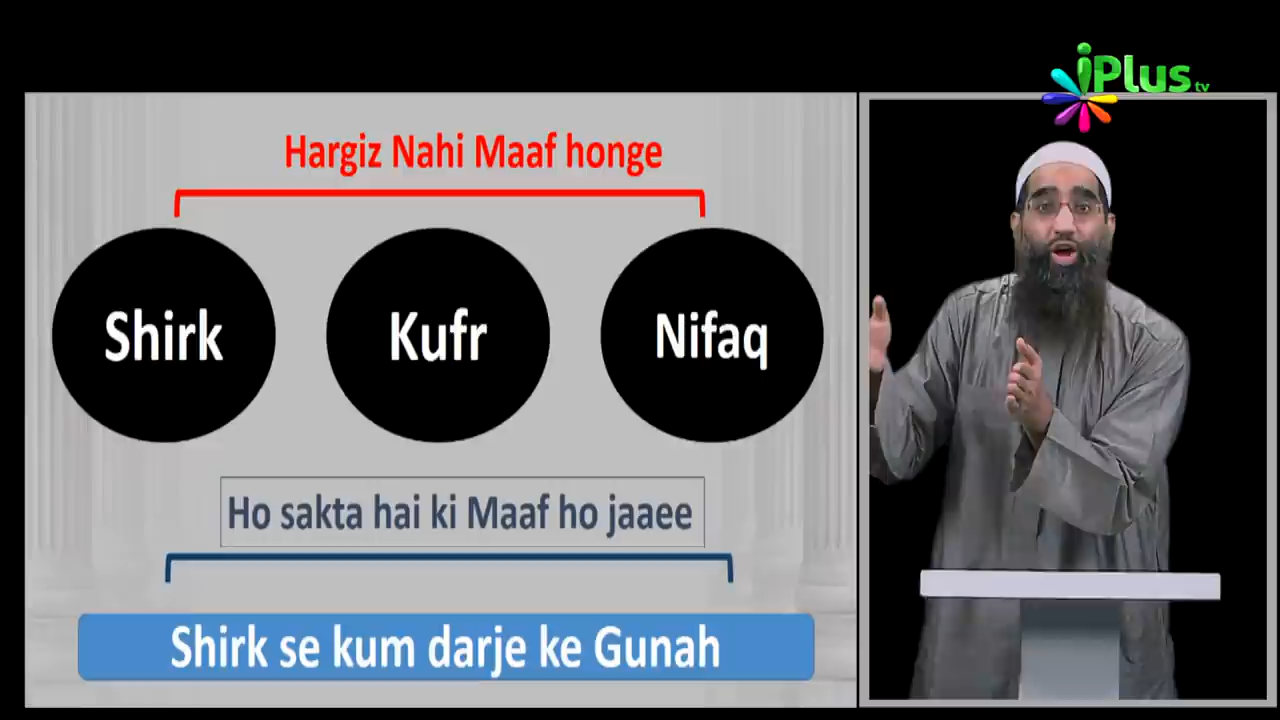 iPlus tv
Hargiz Nahi Maaf honge
Shirk
Kufr
Nifaq
Ho sakta hai ki Maaf ho jaaee
Shirk se kum darje ke Gunah